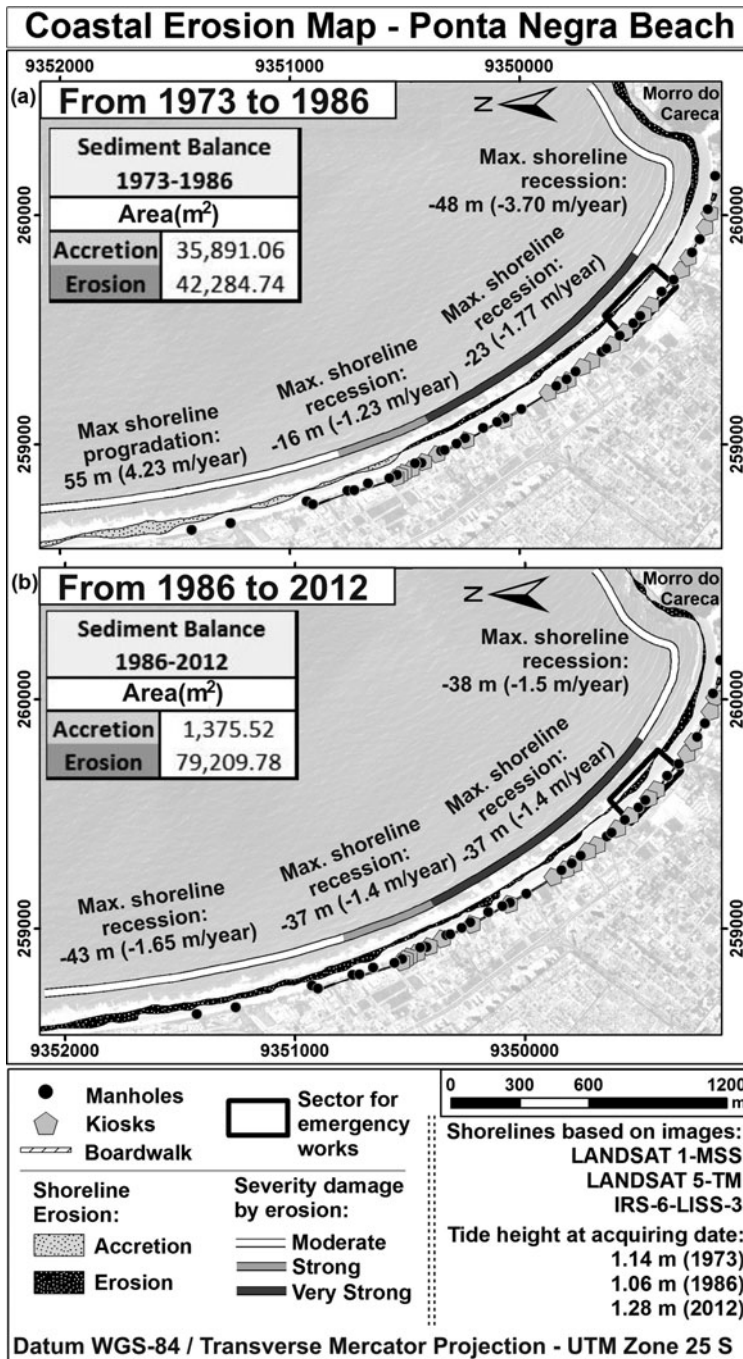 Coastal Erosion Map - Ponta Negra Beach
9352000
9351000
9350000
(a)
From 1973 to 1986
Morro do
Careca
N
Sediment Balance
1973-1986
Area(m²)
Accretion 35,891.06
Erosion 42,284.74
Max. shoreline
recession:
-48 m (-3.70 m/year)
Max. shoreline
recession:
-23 (-1.77 m/year)
Max. shoreline
recession:
-16 m (-1.23 m/year)
Max shoreline
progradation:
55 m (4.23 m/year)
260000
259000
260000
259000
(b)
From 1986 to 2012
Morro do
Careca
N
Sediment Balance
1986-2012
Area(m²)
Accretion 1,375.52
Erosion 79,209.78
Max. shoreline
recession:
-38 m (-1.5 m/year)
Max. shoreline
recession:
-37 m (-1.4 m/year)
Max. shoreline
recession:
-37 m (-1.4 m/year)
Max. shoreline
recession:
-43 m (-1.65 m/year)
260000
259000
260000
259000
9352000
9351000
9350000
Manholes
Kiosks
Boardwalk
Sector for
emergency
works
Shoreline
Erosion:
Accretion
Erosion
Severity damage
by erosion:
Moderate
Strong
Very Strong
0 300 600 1200
m
Shorelines based on images:
LANDSAT 1-MSS
LANDSAT 5-TM
IRS-6-LISS-3
Tide height at acquiring date:
1.14 m (1973)
1.06 m (1986)
1.28 m (2012)
Datum WGS-84 / Transverse Mercator Projection - UTM Zone 25 S